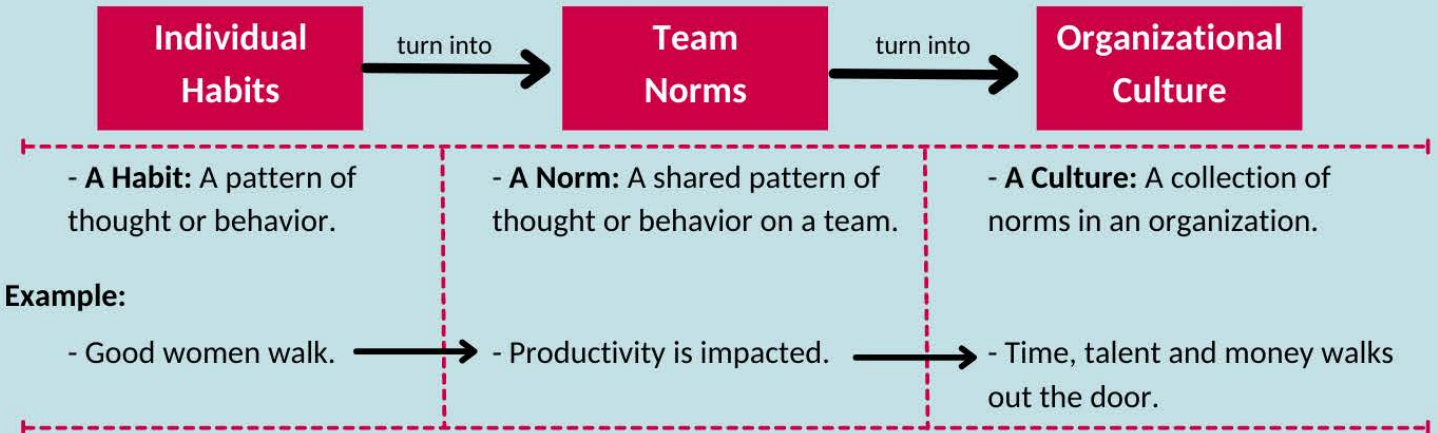 Individual
Habits
turn into
Team
Norms
turn into
Organizational
Culture
- A Habit: A pattern of
thought or behavior.
- A Norm: A shared pattern of
thought or behavior on a team.
- A Culture: A collection of
norms in an organization.
Example:
- Good women walk.
- Productivity is impacted.
- Time, talent and money walks
out the door.